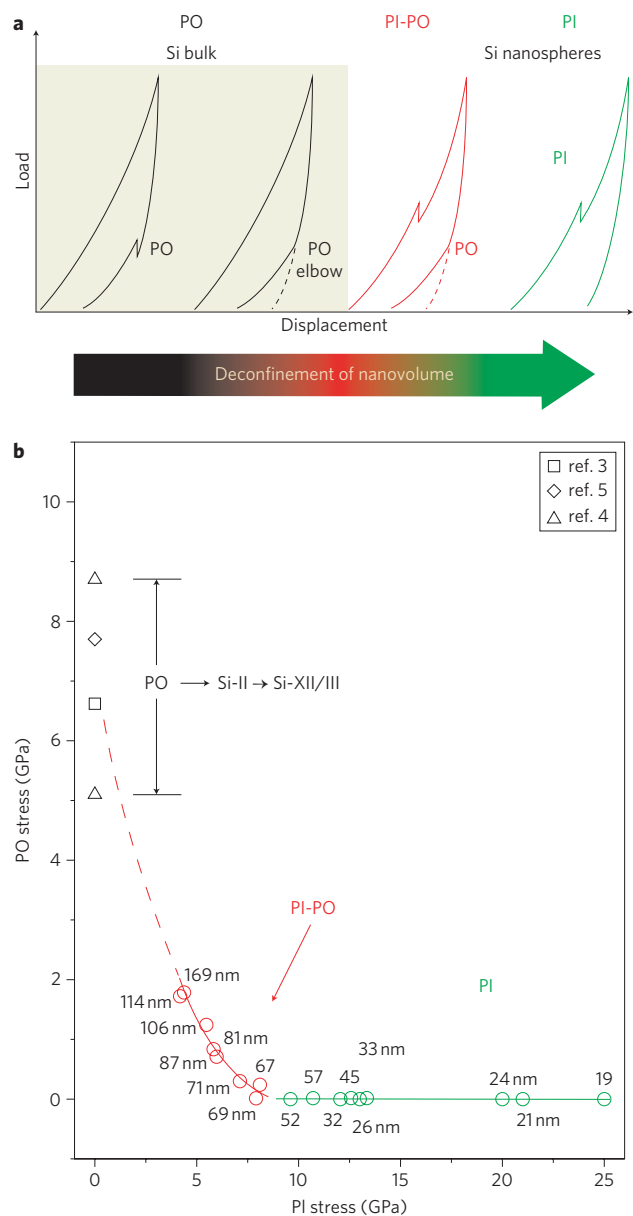 a
PO
PI-PO
PI
Si bulk
Si nanospheres
Load
PO
PO
elbow
PO
PI
Displacement
Deconfinement of nanovolume
b
PO stress (GPa)
10
8
6
4
2
0
ref. 3
ref. 5
ref. 4
PO → Si-II → Si-XII/III
PI-PO
PI
169 nm
114 nm
106 nm
81 nm
87 nm
71 nm
67
69 nm
33 nm
57
45
24 nm
19
52
32
26 nm
21 nm
0
5
10
15
20
25
PI stress (GPa)